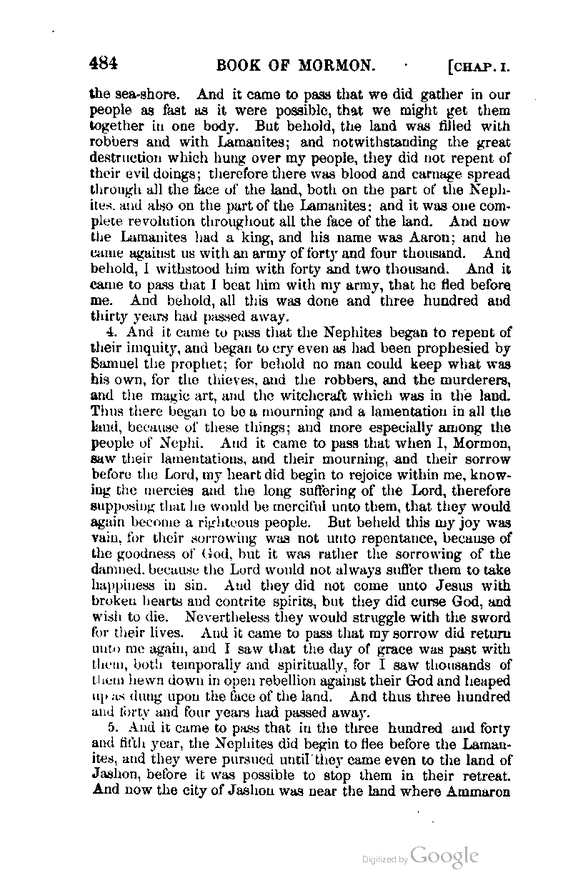 484 BOOK OF MORMON. [CHAP. I.
the sea-shore. And it came to pass that we did gather in our
people as fast as it were possible, that we might get them
together in one body. But behold, the land was filled with
robbers and with Lamanites; and notwithstanding the great
destruction which hung over my people, they did not repent of
their evil doings; therefore there was blood and carnage spread
through all the face of the land, both on the part of the Neph-
ites, and also on the part of the Lamanites: and it was one com-
plete revolution throughout all the face of the land. And now
the Lamanites had a king, and his name was Aaron; and he
came against us with an army of forty and four thousand. And
behold, I withstood him with forty and two thousand. And it
came to pass that I beat him with my army, that he fled before
me. And behold, all this was done and three hundred and
thirty years had passed away.
4. And it came to pass that the Nephites began to repent of
their iniquity, and began to cry even as had been prophesied by
Samuel the prophet; for behold no man could keep what was
his own, for the thieves, and the robbers, and the murderers,
and the magic art, and the witchcraft which was in the land.
Thus there began to be a mourning and a lamentation in all the
land, because of these things; and more especially among the
people of Nephi. And it came to pass that when I, Mormon,
saw their lamentations, and their mourning, and their sorrow
before the Lord, my heart did begin to rejoice within me, know-
ing the mercies and the long suffering of the Lord, therefore
supposing that he would be merciful unto them, that they would
again become a righteous people. But beheld this my joy was
vain, for their sorrowing was not unto repentance, because of
the goodness of God, but it was rather the sorrowing of the
damned, because the Lord would not always suffer them to take
happiness in sin. And they did not come unto Jesus with
broken hearts and contrite spirits, but they did curse God, and
wish to die. Nevertheless they would struggle with the sword
for their lives. And it came to pass that my sorrow did return
unto me again, and I saw that the day of grace was past with
them, both temporally and spiritually, for I saw thousands of
them hewn down in open rebellion against their God and heaped
up as dung upon the face of the land. And thus three hundred
and forty and four years had passed away.
5. And it came to pass that in the three hundred and forty
and fifth year, the Nephites did begin to flee before the Laman-
ites, and they were pursued until they came even to the land of
Jashon, before it was possible to stop them in their retreat.
And now the city of Jashon was near the land where Ammaron
Digitized by Google